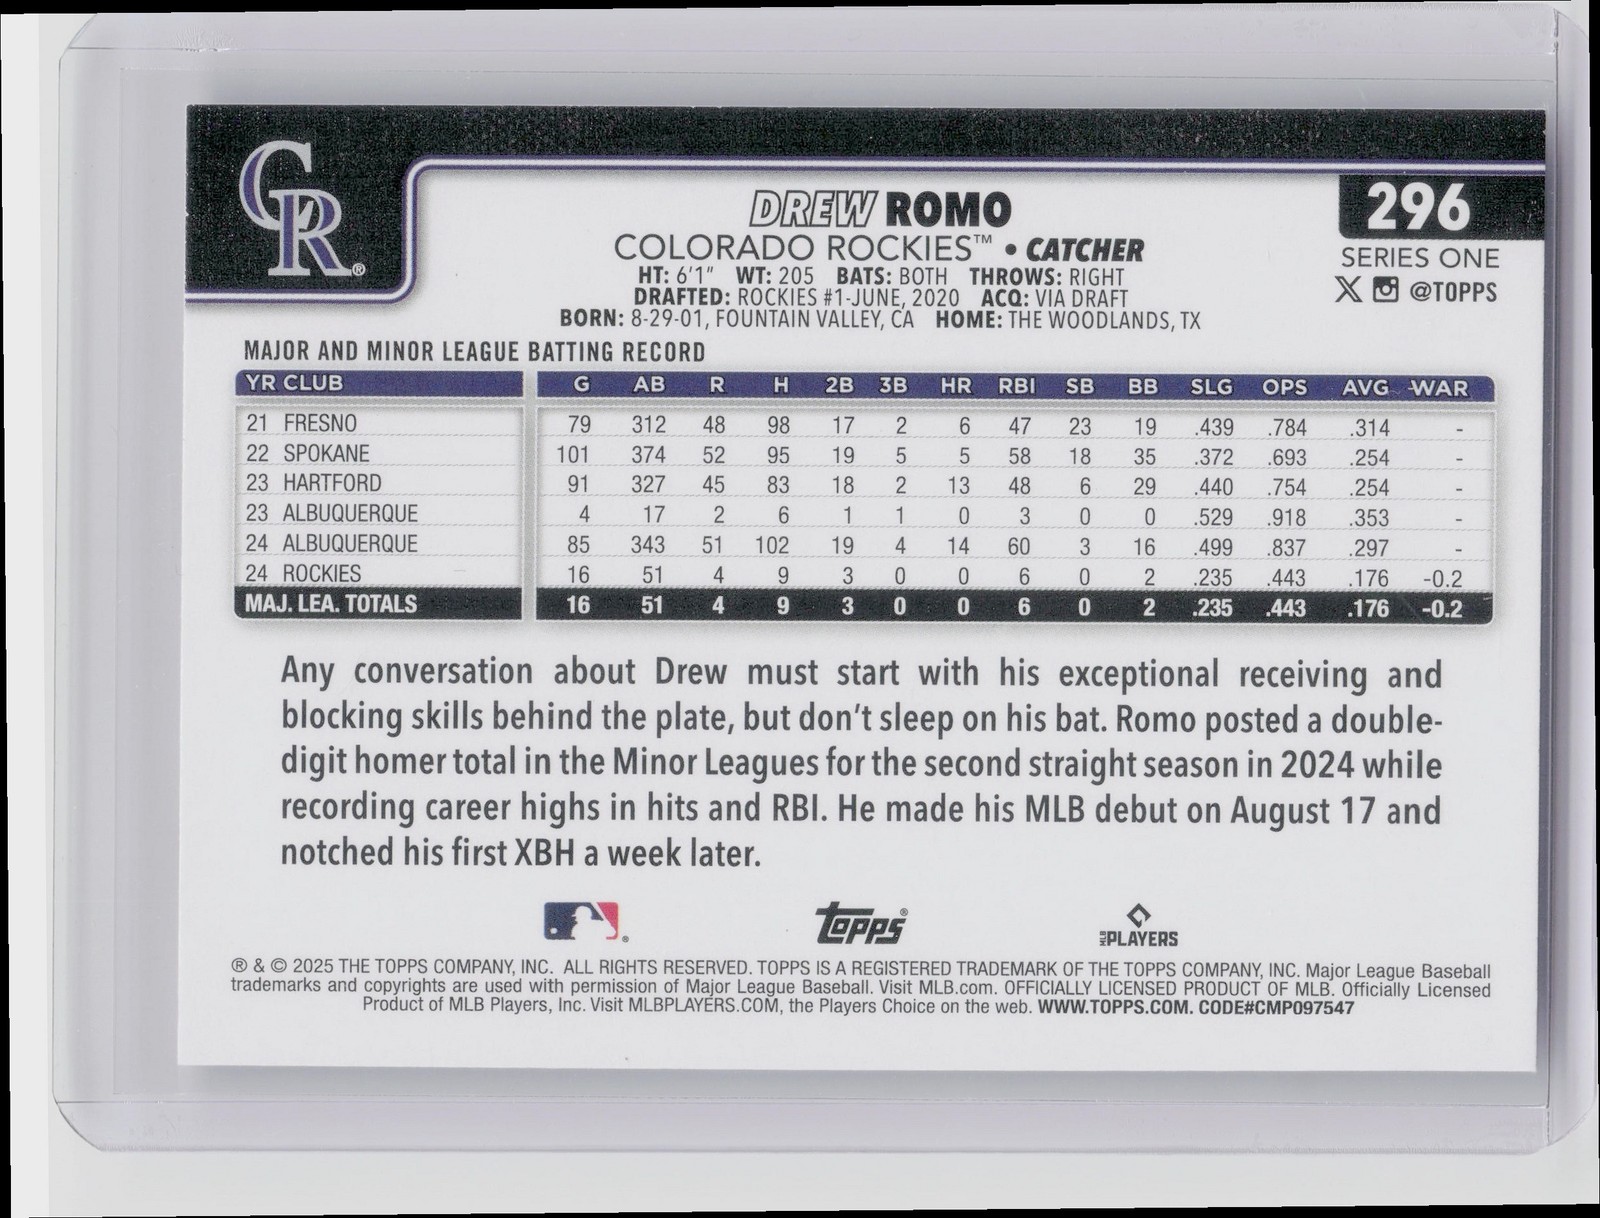 CR®
DREW ROMO
296
COLORADO ROCKIES™ • CATCHER
SERIES ONE
HT: 6'1" WT: 205 BATS: BOTH THROWS: RIGHT
X @TOPPS
DRAFTED: ROCKIES #1-JUNE, 2020 ACQ: VIA DRAFT
BORN: 8-29-01, FOUNTAIN VALLEY, CA HOME: THE WOODLANDS, TX
MAJOR AND MINOR LEAGUE BATTING RECORD
YR CLUB G AB R H 2B 3B HR RBI SB BB SLG OPS AVG WAR
21 FRESNO 79 312 48 98 17 2 6 47 23 19 .439 .784 .314 -
22 SPOKANE 101 374 52 95 19 5 5 58 18 35 .372 .693 .254 -
23 HARTFORD 91 327 45 83 18 2 13 48 6 29 .440 .754 .254 -
23 ALBUQUERQUE 4 17 2 6 1 1 0 3 0 0 .529 .918 .353 -
24 ALBUQUERQUE 85 343 51 102 19 4 14 60 3 16 .499 .837 .297 -
24 ROCKIES 16 51 4 9 3 0 0 6 0 2 .235 .443 .176 -0.2
MAJ. LEA. TOTALS 16 51 4 9 3 0 0 6 0 2 .235 .443 .176 -0.2
Any conversation about Drew must start with his exceptional receiving and
blocking skills behind the plate, but don't sleep on his bat. Romo posted a double-
digit homer total in the Minor Leagues for the second straight season in 2024 while
recording career highs in hits and RBI. He made his MLB debut on August 17 and
notched his first XBH a week later.
® Topps® MLB PLAYERS
® & © 2025 THE TOPPS COMPANY, INC. ALL RIGHTS RESERVED. TOPPS IS A REGISTERED TRADEMARK OF THE TOPPS COMPANY, INC. Major League Baseball
trademarks and copyrights are used with permission of Major League Baseball. Visit MLB.com. OFFICIALLY LICENSED PRODUCT OF MLB. Officially Licensed
Product of MLB Players, Inc. Visit MLBPLAYERS.COM, the Players Choice on the web. WWW.TOPPS.COM. CODE#CMP097547